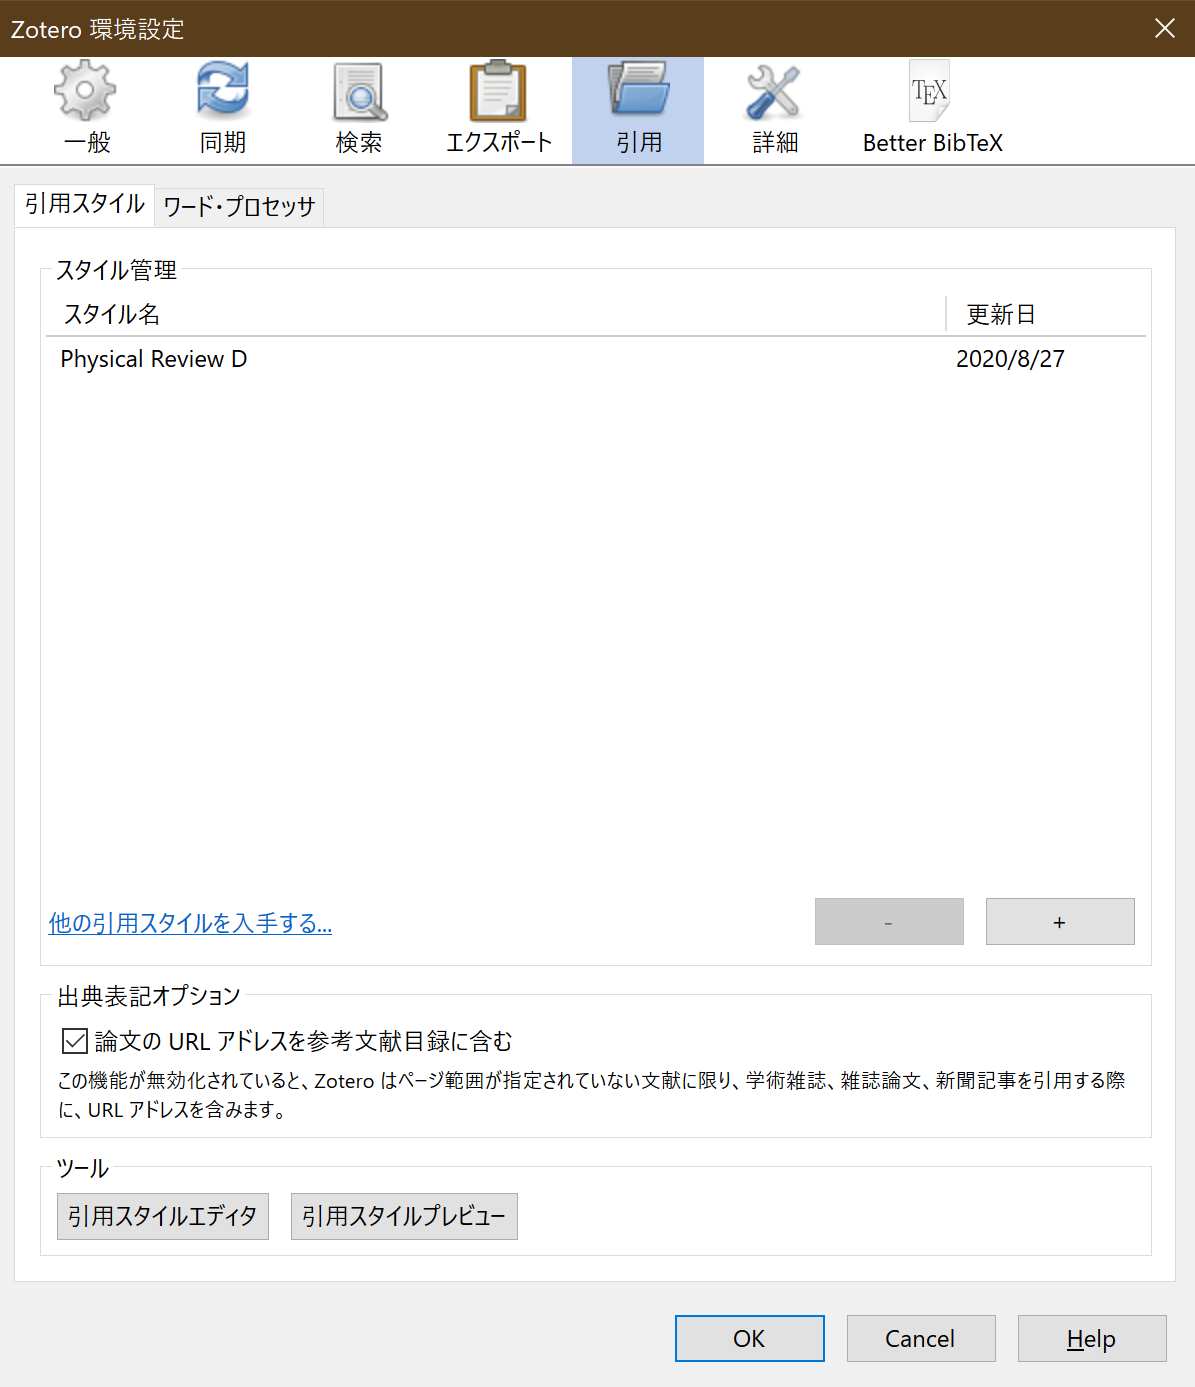 Zotero 環境設定
一般
同期
検索
エクスポート
引用
詳細
TEX
Better BibTeX
引用スタイル
ワード・プロセッサ
スタイル管理
スタイル名
更新日
Physical Review D
2020/8/27
他の引用スタイルを入手する...
-
+
出典表記オプション
論文の URL アドレスを参考文献目録に含む
この機能が無効化されていると、Zotero はページ範囲が指定されていない文献に限り、学術雑誌、雑誌論文、新聞記事を引用する際
に、URL アドレスを含みます。
ツール
引用スタイルエディタ
引用スタイルプレビュー
OK
Cancel
Help